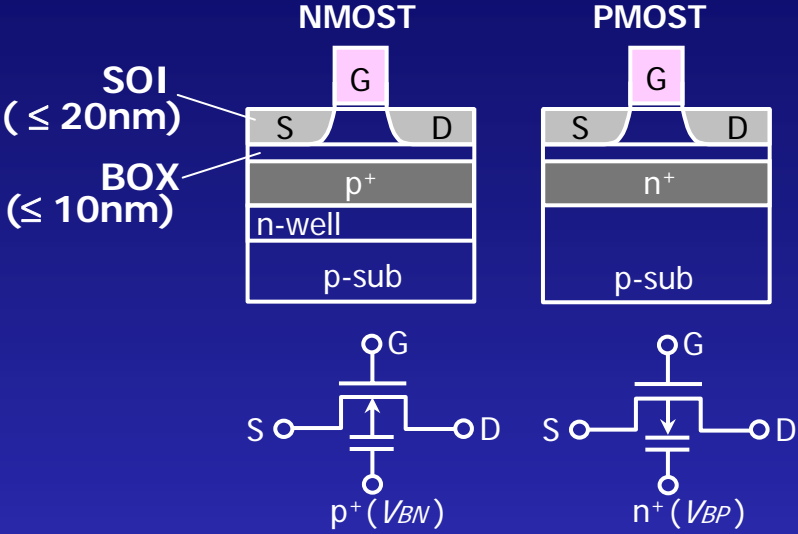 NMOST
PMOST
SOI
( ≤ 20nm)
BOX
(≤ 10nm)
G
S
D
p⁺
n-well
p-sub
G
S
D
n⁺
p-sub
G
S
D
p⁺(VBN)
G
S
D
n⁺(VBP)